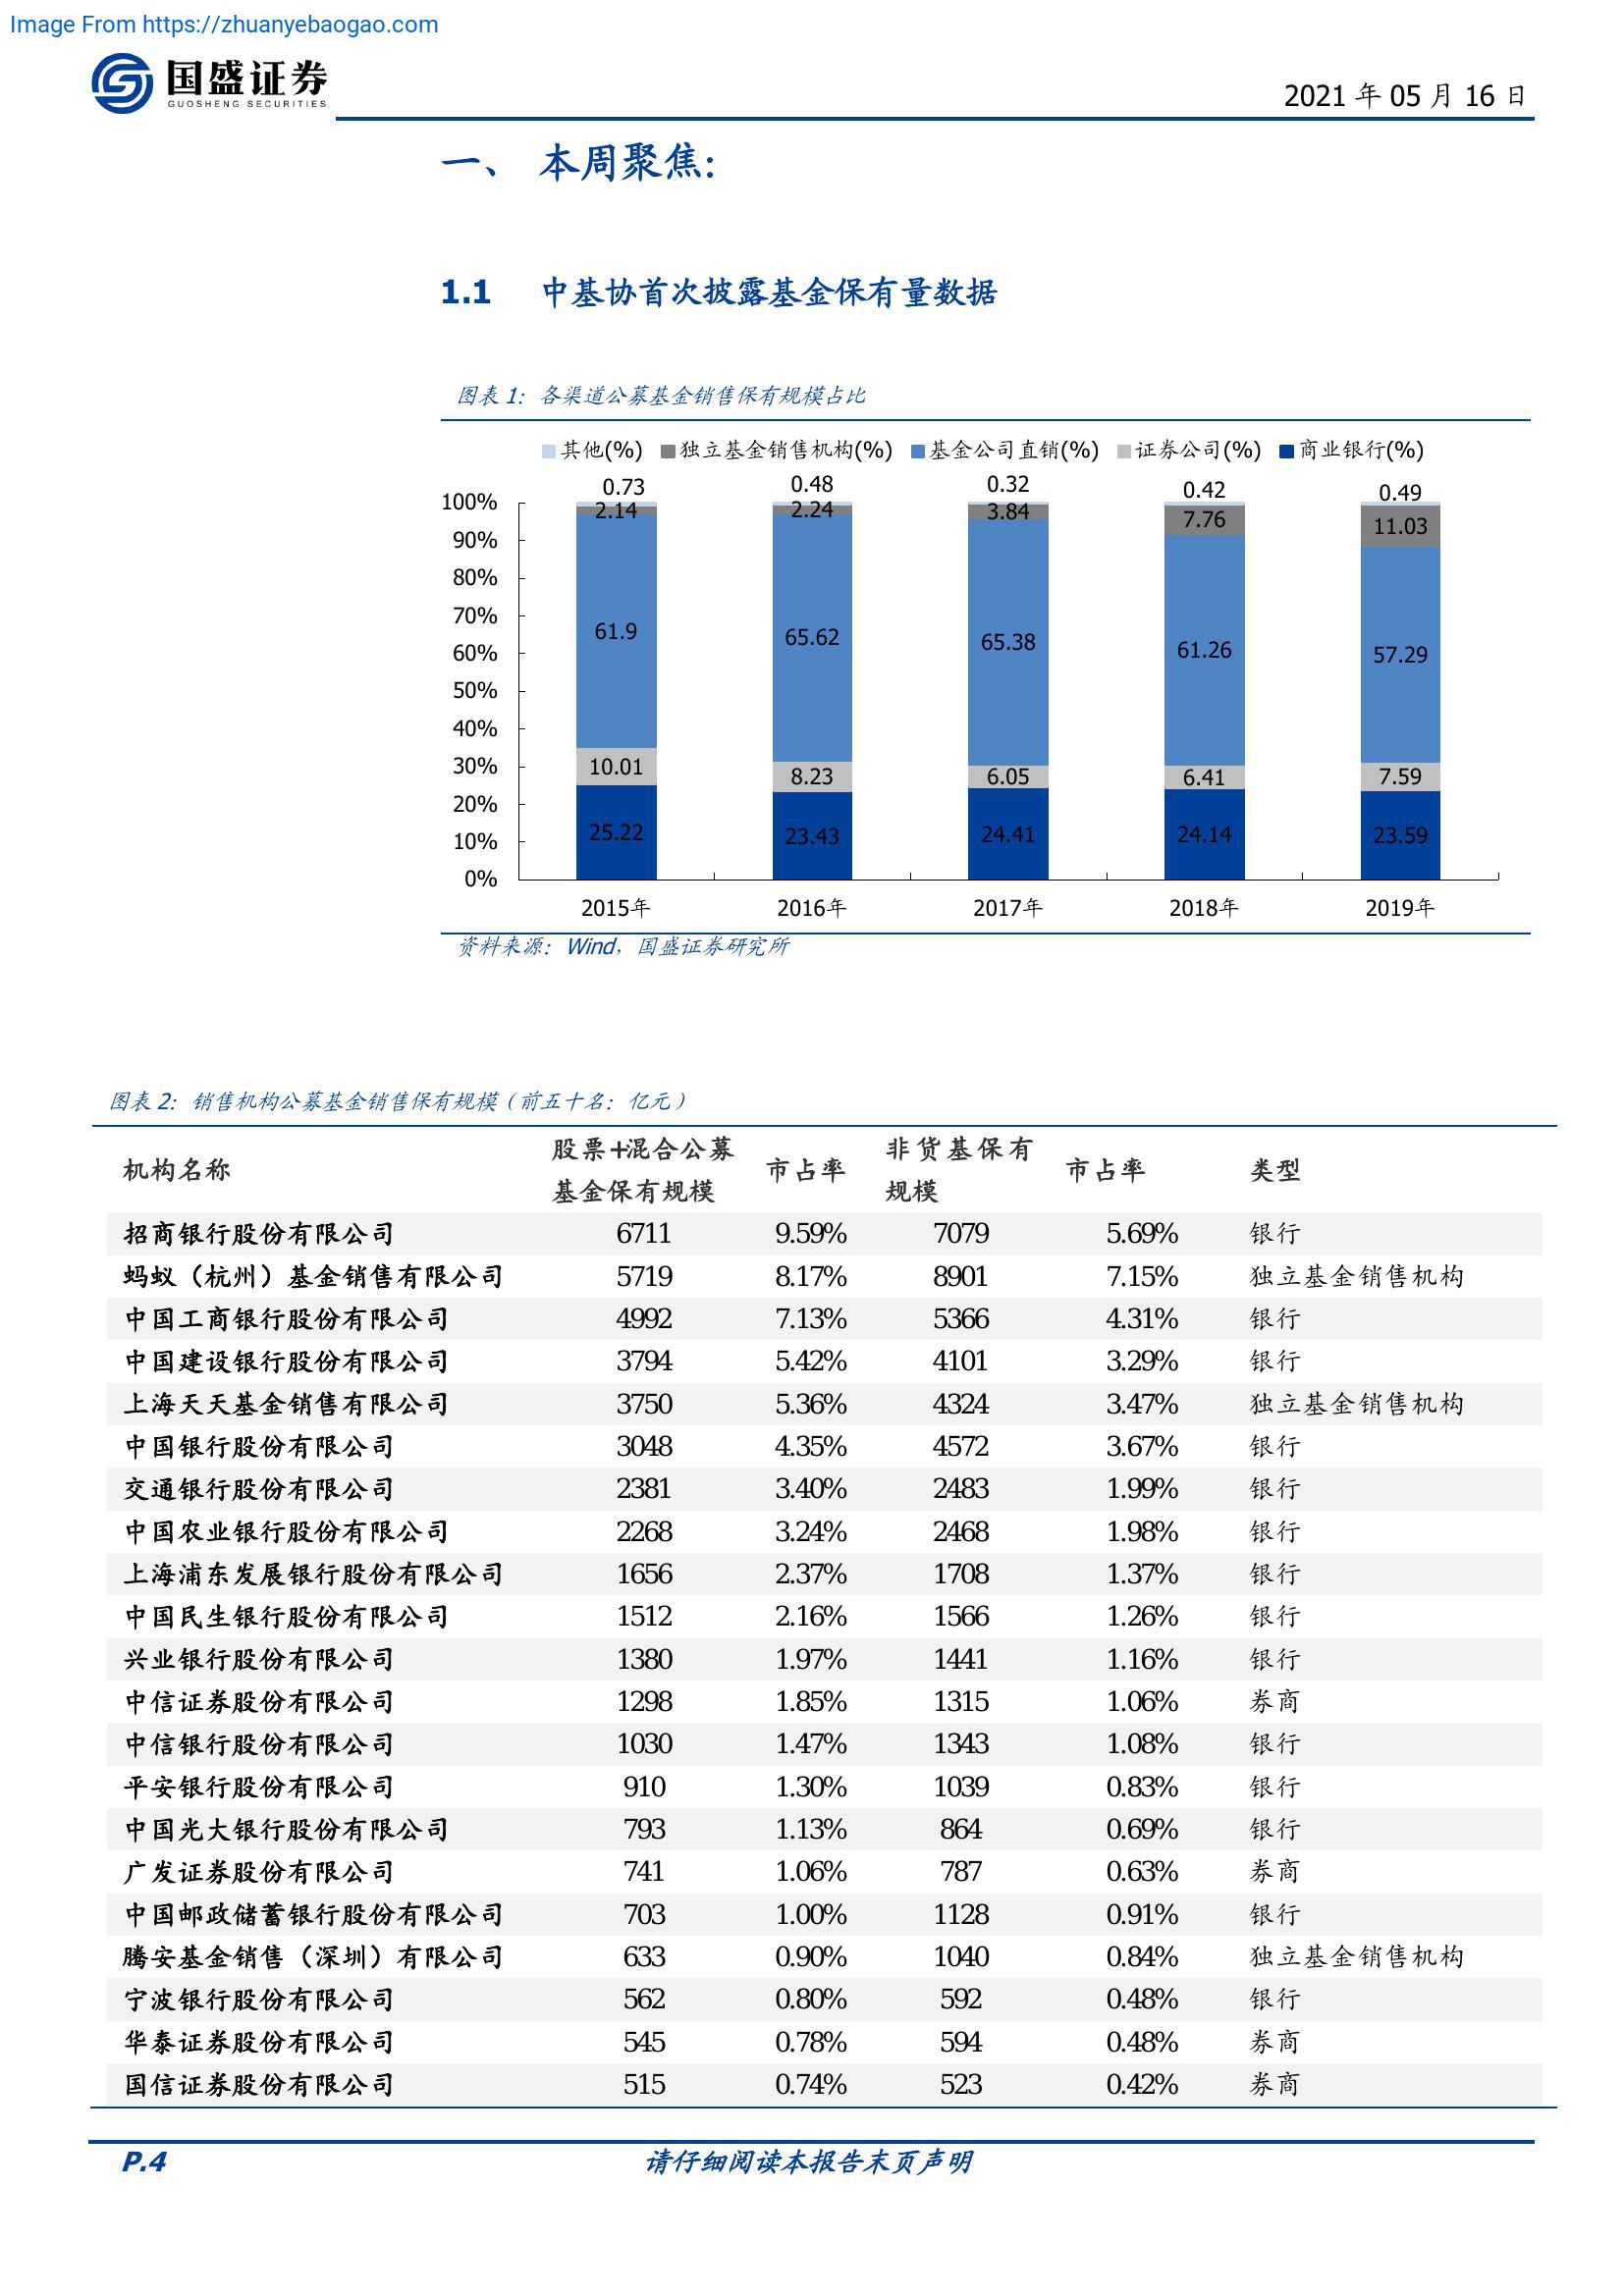 Image From https://zhuanyebaogao.com
国盛证券
GUOSHENG SECURITIES
2021 年 05 月 16 日
一、 本周聚焦:
1.1 中基协首次披露基金保有量数据
图表 1: 各渠道公募基金销售保有规模占比
其他(%) 独立基金销售机构(%) 基金公司直销(%) 证券公司(%) 商业银行(%)
0.73 0.48 0.32 0.42 0.49
100% 2.14 2.24 3.84 7.76 11.03
90%
80%
70%
61.9 65.62 65.38 61.26 57.29
60%
50%
40%
30% 10.01 8.23 6.05 6.41 7.59
20%
25.22 23.43 24.41 24.14 23.59
10%
0%
2015年 2016年 2017年 2018年 2019年
资料来源: Wind, 国盛证券研究所
图表 2: 销售机构公募基金销售保有规模（前五十名: 亿元）
机构名称 股票+混合公募基金保有规模 市占率 非货基保有规模 市占率 类型
招商银行股份有限公司 6711 9.59% 7079 5.69% 银行
蚂蚁（杭州）基金销售有限公司 5719 8.17% 8901 7.15% 独立基金销售机构
中国工商银行股份有限公司 4992 7.13% 5366 4.31% 银行
中国建设银行股份有限公司 3794 5.42% 4101 3.29% 银行
上海天天基金销售有限公司 3750 5.36% 4324 3.47% 独立基金销售机构
中国银行股份有限公司 3048 4.35% 4572 3.67% 银行
交通银行股份有限公司 2381 3.40% 2483 1.99% 银行
中国农业银行股份有限公司 2268 3.24% 2468 1.98% 银行
上海浦东发展银行股份有限公司 1656 2.37% 1708 1.37% 银行
中国民生银行股份有限公司 1512 2.16% 1566 1.26% 银行
兴业银行股份有限公司 1380 1.97% 1441 1.16% 银行
中信证券股份有限公司 1298 1.85% 1315 1.06% 券商
中信银行股份有限公司 1030 1.47% 1343 1.08% 银行
平安银行股份有限公司 910 1.30% 1039 0.83% 银行
中国光大银行股份有限公司 793 1.13% 864 0.69% 银行
广发证券股份有限公司 741 1.06% 787 0.63% 券商
中国邮政储蓄银行股份有限公司 703 1.00% 1128 0.91% 银行
腾安基金销售（深圳）有限公司 633 0.90% 1040 0.84% 独立基金销售机构
宁波银行股份有限公司 562 0.80% 592 0.48% 银行
华泰证券股份有限公司 545 0.78% 594 0.48% 券商
国信证券股份有限公司 515 0.74% 523 0.42% 券商
P.4 请仔细阅读本报告末页声明